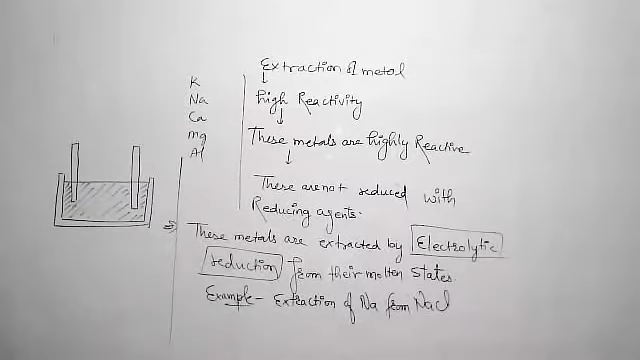 Extraction of metal
K
Na
Ca
Mg
Al
high Reactivity
These metals are highly Reactive
These are not reduced with
Reducing agents.
These metals are extracted by Electrolytic
reduction from their molten states.
Example - Extraction of Na from NaCl